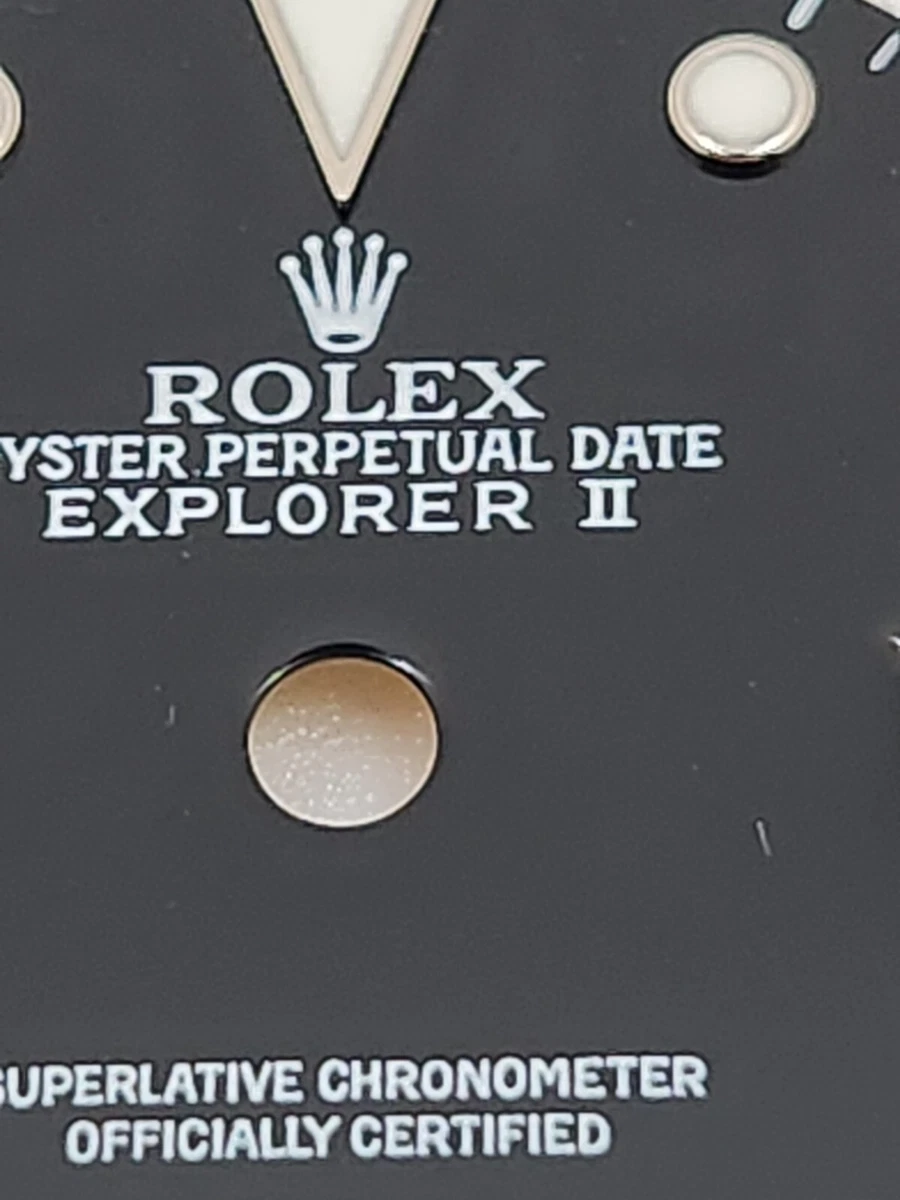 ROLEX
YSTER PERPETUAL DATE
EXPLORER II
SUPERLATIVE CHRONOMETER
OFFICIALLY CERTIFIED